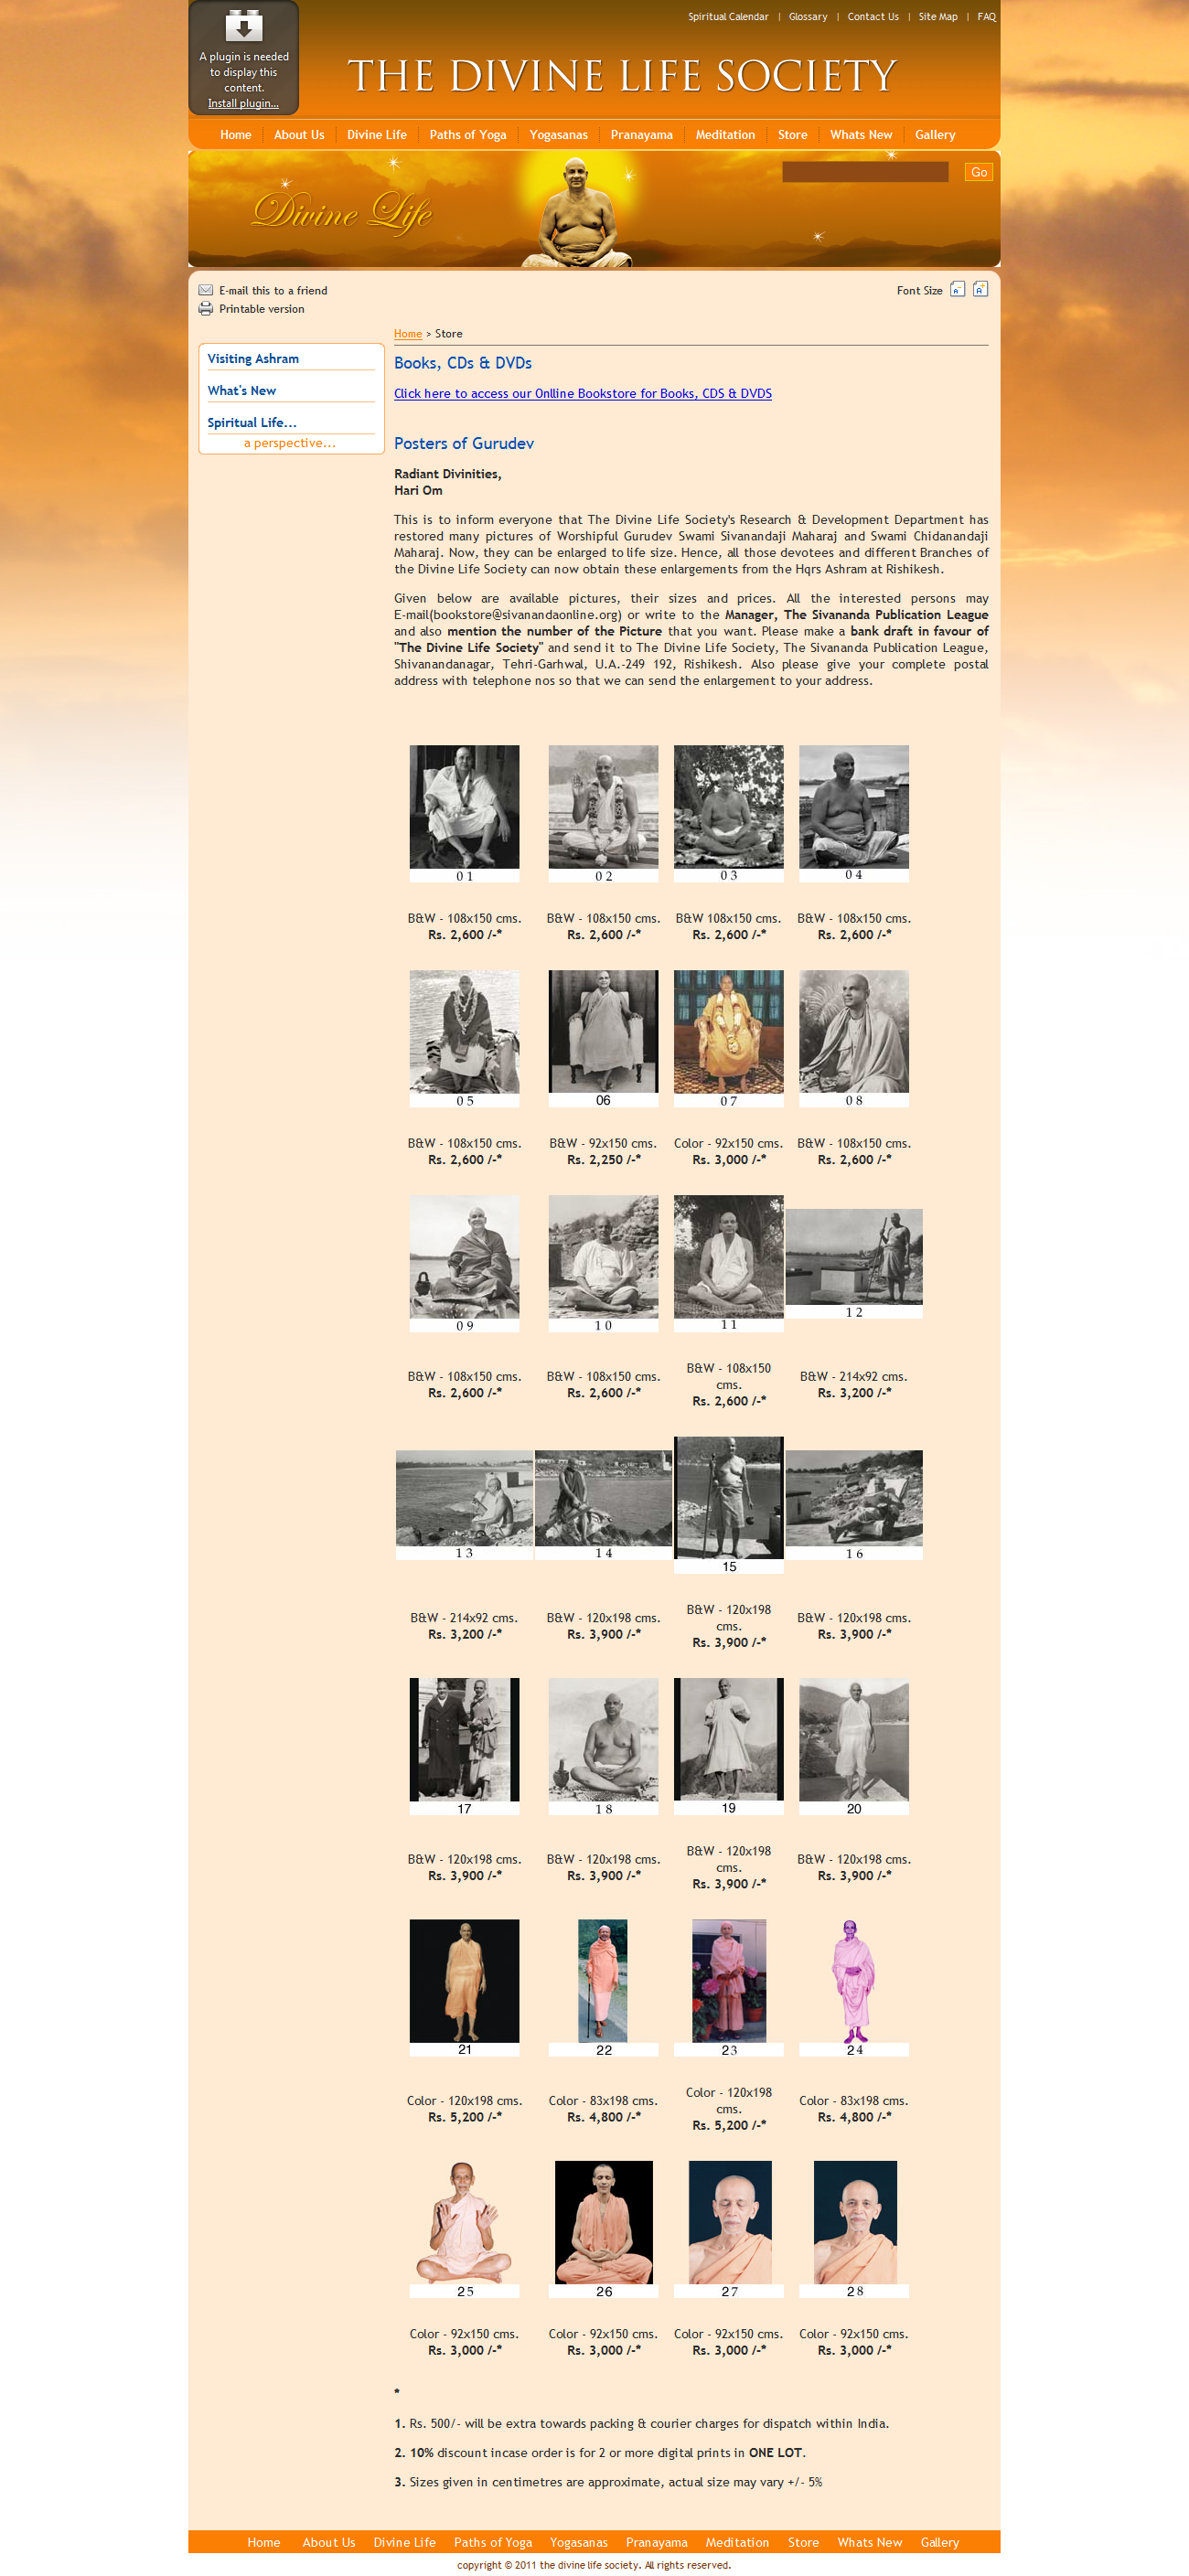 Spiritual Calendar | Glossary | Contact Us | Site Map | FAQ
A plugin is needed
to display this
content.
Install plugin...
THE DIVINE LIFE SOCIETY
Home | About Us | Divine Life | Paths of Yoga | Yogasanas | Pranayama | Meditation | Store | Whats New | Gallery
Divine Life
Go
E-mail this to a friend
Font Size A- A+
Printable version
Home > Store
Visiting Ashram
What's New
Spiritual Life...
a perspective...
Books, CDs & DVDs
Click here to access our Onlline Bookstore for Books, CDS & DVDS
Posters of Gurudev
Radiant Divinities,
Hari Om
This is to inform everyone that The Divine Life Society's Research & Development Department has
restored many pictures of Worshipful Gurudev Swami Sivanandaji Maharaj and Swami Chidanandaji
Maharaj. Now, they can be enlarged to life size. Hence, all those devotees and different Branches of
the Divine Life Society can now obtain these enlargements from the Hqrs Ashram at Rishikesh.
Given below are available pictures, their sizes and prices. All the interested persons may
E-mail(bookstore@sivanandaonline.org) or write to the Manager, The Sivananda Publication League
and also mention the number of the Picture that you want. Please make a bank draft in favour of
"The Divine Life Society" and send it to The Divine Life Society, The Sivananda Publication League,
Shivanandanagar, Tehri-Garhwal, U.A.-249 192, Rishikesh. Also please give your complete postal
address with telephone nos so that we can send the enlargement to your address.
01 02 03 04
B&W - 108x150 cms. B&W - 108x150 cms. B&W 108x150 cms. B&W - 108x150 cms.
Rs. 2,600 /-* Rs. 2,600 /-* Rs. 2,600 /-* Rs. 2,600 /-*
05 06 07 08
B&W - 108x150 cms. B&W - 92x150 cms. Color - 92x150 cms. B&W - 108x150 cms.
Rs. 2,600 /-* Rs. 2,250 /-* Rs. 3,000 /-* Rs. 2,600 /-*
09 10 11 12
B&W - 108x150 cms. B&W - 108x150 cms. B&W - 108x150 cms. B&W - 214x92 cms.
Rs. 2,600 /-* Rs. 2,600 /-* Rs. 2,600 /-* Rs. 3,200 /-*
13 14 15 16
B&W - 214x92 cms. B&W - 120x198 cms. B&W - 120x198 cms. B&W - 120x198 cms.
Rs. 3,200 /-* Rs. 3,900 /-* Rs. 3,900 /-* Rs. 3,900 /-*
17 18 19 20
B&W - 120x198 cms. B&W - 120x198 cms. B&W - 120x198 cms. B&W - 120x198 cms.
Rs. 3,900 /-* Rs. 3,900 /-* Rs. 3,900 /-* Rs. 3,900 /-*
21 22 23 24
Color - 120x198 cms. Color - 83x198 cms. Color - 120x198 cms. Color - 83x198 cms.
Rs. 5,200 /-* Rs. 4,800 /-* Rs. 5,200 /-* Rs. 4,800 /-*
25 26 27 28
Color - 92x150 cms. Color - 92x150 cms. Color - 92x150 cms. Color - 92x150 cms.
Rs. 3,000 /-* Rs. 3,000 /-* Rs. 3,000 /-* Rs. 3,000 /-*
*
1. Rs. 500/- will be extra towards packing & courier charges for dispatch within India.
2. 10% discount incase order is for 2 or more digital prints in ONE LOT.
3. Sizes given in centimetres are approximate, actual size may vary +/- 5%
Home About Us Divine Life Paths of Yoga Yogasanas Pranayama Meditation Store Whats New Gallery
copyright © 2011 the divine life society. All rights reserved.